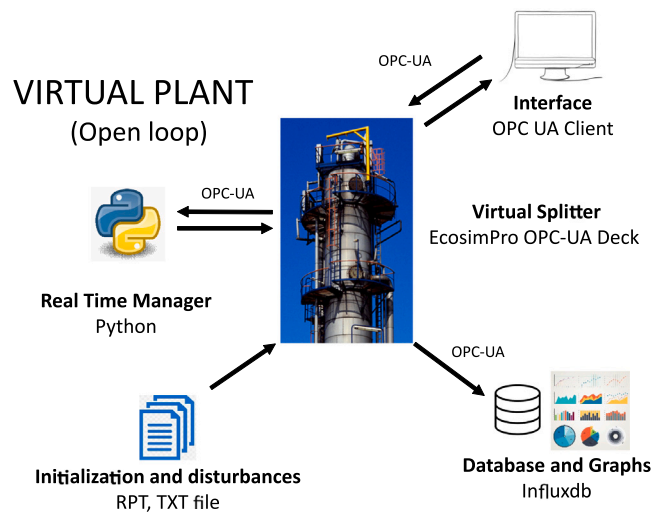 OPC-UA
VIRTUAL PLANT
(Open loop)
Interface
OPC UA Client
OPC-UA
Virtual Splitter
EcosimPro OPC-UA Deck
Real Time Manager
Python
OPC-UA
Initialization and disturbances
RPT, TXT file
Database and Graphs
Influxdb